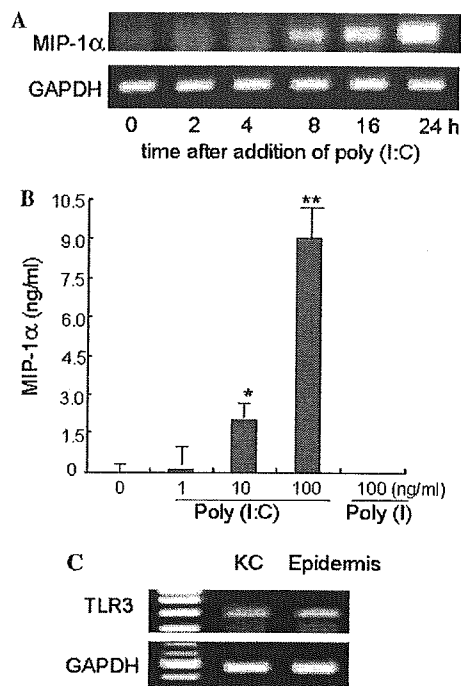 A
MIP-1α
GAPDH
0 2 4 8 16 24 h
time after addition of poly (I:C)
B
MIP-1α (ng/ml)
10.5
9.0
7.5
6.0
4.5
3.0
1.5
0
*
**
0 1 10 100 100 (ng/ml)
Poly (I:C) Poly (I)
C
KC Epidermis
TLR3
GAPDH